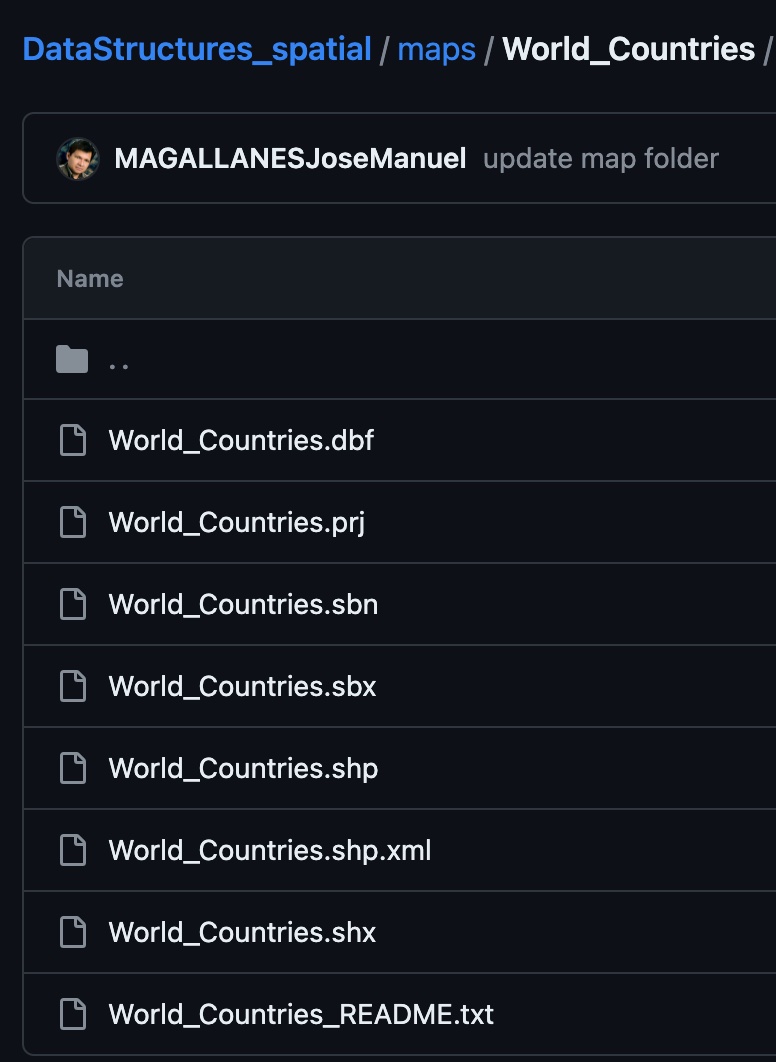 DataStructures_spatial / maps / World_Countries /
MAGALLANESJoseManuel update map folder
Name
..
World_Countries.dbf
World_Countries.prj
World_Countries.sbn
World_Countries.sbx
World_Countries.shp
World_Countries.shp.xml
World_Countries.shx
World_Countries_README.txt